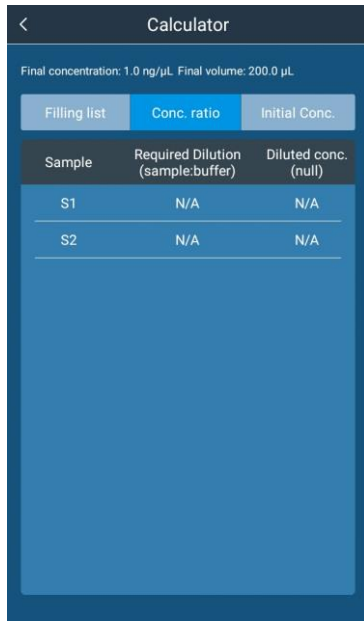 Calculator
Final concentration: 1.0 ng/µL Final volume: 200.0 µL
Filling list Conc. ratio Initial Conc.
Sample Required Dilution (sample:buffer) Diluted conc. (null)
S1 N/A N/A
S2 N/A N/A